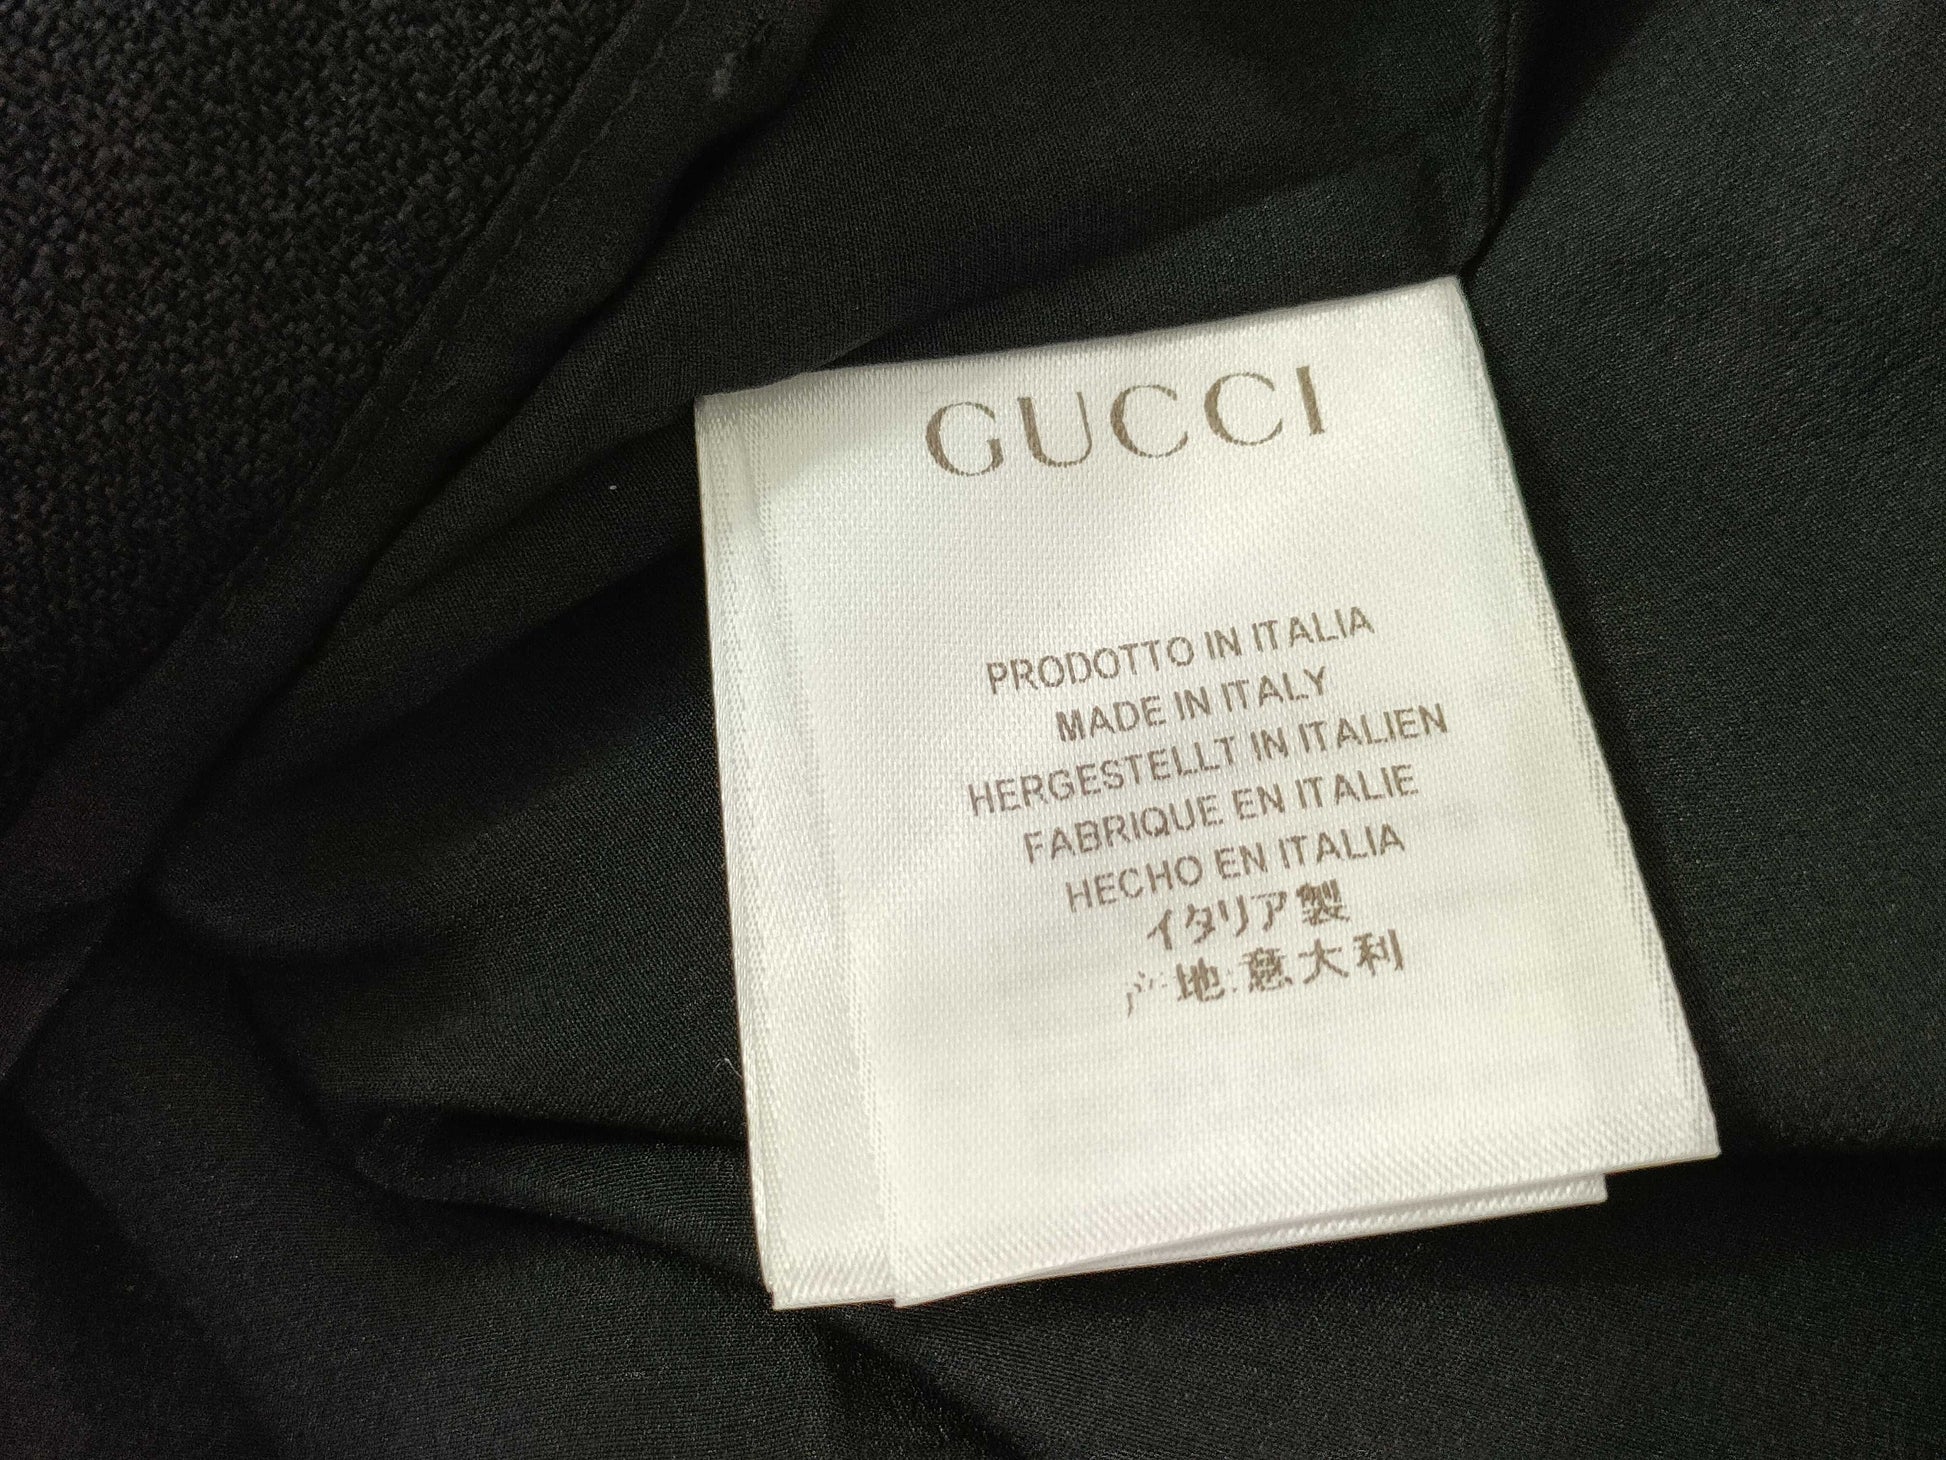 GUCCI
PRODOTTO IN ITALIA
MADE IN ITALY
HERGESTELLT IN ITALIEN
FABRIQUE EN ITALIE
HECHO EN ITALIA
イタリア製
产地:意大利